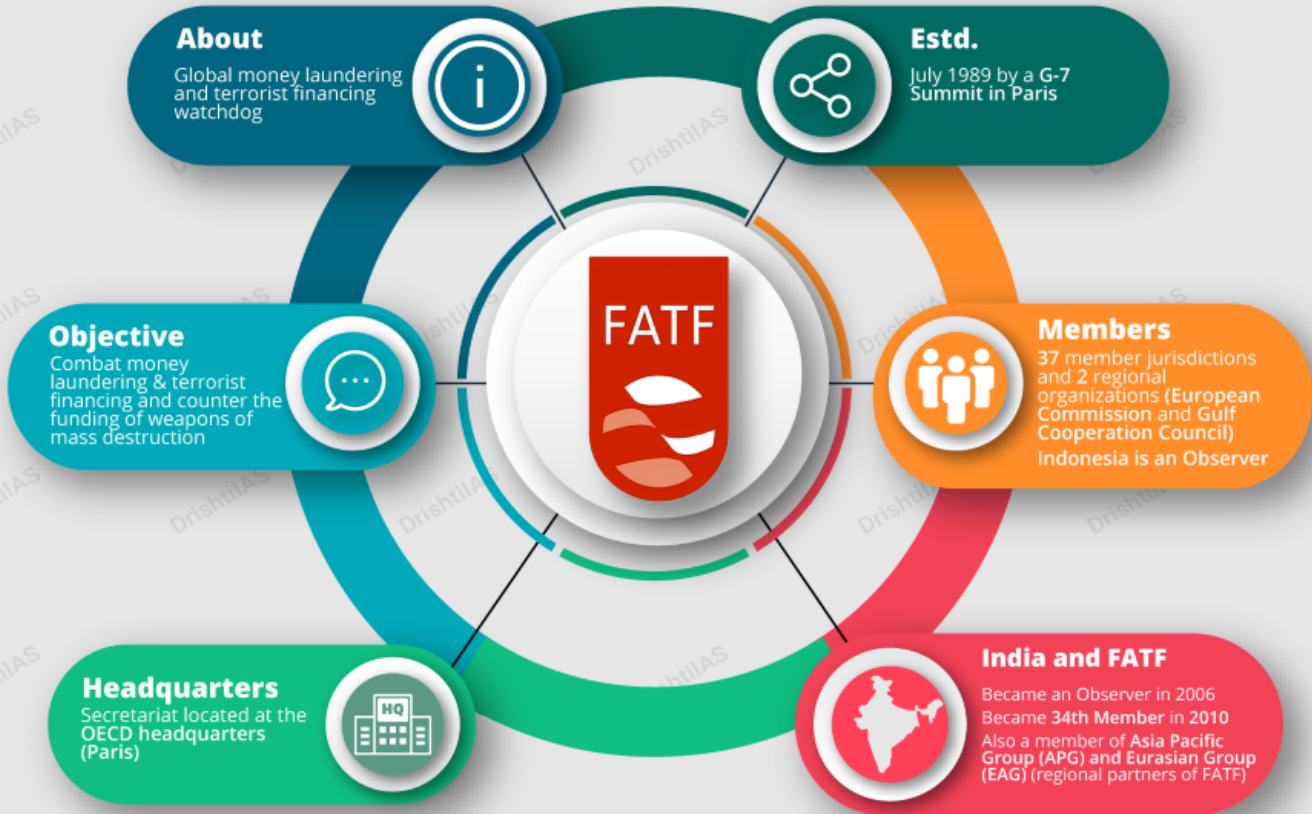 About
Global money laundering
and terrorist financing
watchdog
Estd.
July 1989 by a G-7
Summit in Paris
FATF
Objective
Combat money
laundering & terrorist
financing and counter the
funding of weapons of
mass destruction
Members
37 member jurisdictions
and 2 regional
organizations (European
Commission and Gulf
Cooperation Council)
Indonesia is an Observer
Headquarters
Secretariat located at the
OECD headquarters
(Paris)
HQ
India and FATF
Became an Observer in 2006
Became 34th Member in 2010
Also a member of Asia Pacific
Group (APG) and Eurasian Group
(EAG) (regional partners of FATF)
DrishtiIAS
DrishtiIAS
DrishtiIAS
DrishtiIAS